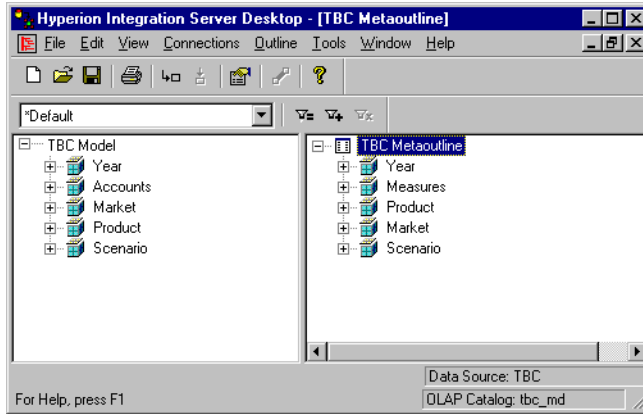 Hyperion Integration Server Desktop - [TBC Metaoutline]
File Edit View Connections Outline Tools Window Help
*Default
TBC Model
Year
Accounts
Market
Product
Scenario
TBC Metaoutline
Year
Measures
Product
Market
Scenario
Data Source: TBC
For Help, press F1
OLAP Catalog: tbc_md